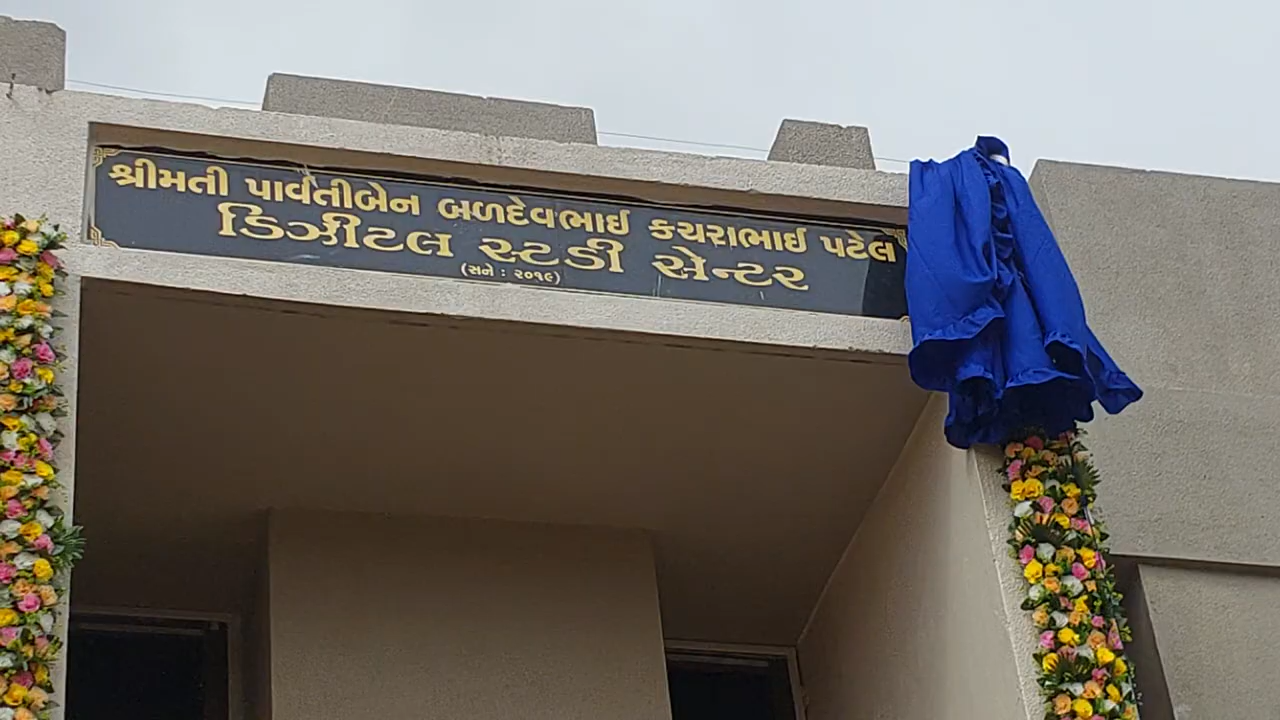 શ્રીમતી પાર્વતીબેન બળદેવભાઈ કચરાભાઈ પટેલ
ડિઝીટલ સ્ટડી સેન્ટર
(સને : ૨૦૧૯)